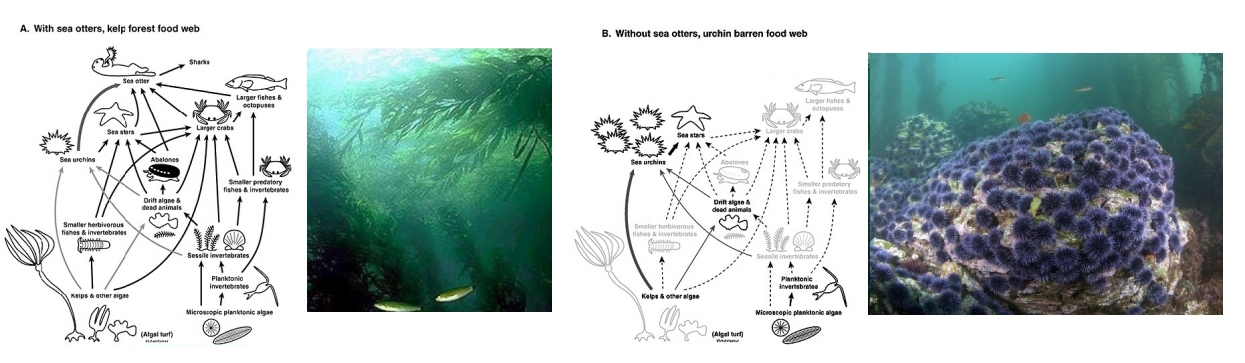 A. With sea otters, kelp forest food web
Sharks
Sea otter
Larger fishes &
octopuses
Sea stars
Larger crabs
Sea urchins
Abalones
Smaller predatory
fishes & invertebrates
Drift algae &
dead animals
Smaller herbivorous
fishes & invertebrates
Sessile invertebrates
Planktonic
invertebrates
Kelps & other algae
Microscopic planktonic algae
(Algal turf)
B. Without sea otters, urchin barren food web
Larger fishes &
octopuses
Sea stars
Larger crabs
Sea urchins
Abalones
Smaller predatory
fishes & invertebrates
Drift algae &
dead animals
Smaller herbivorous
fishes & invertebrates
Sessile invertebrates
Planktonic
invertebrates
Kelps & other algae
Microscopic planktonic algae
(Algal turf)